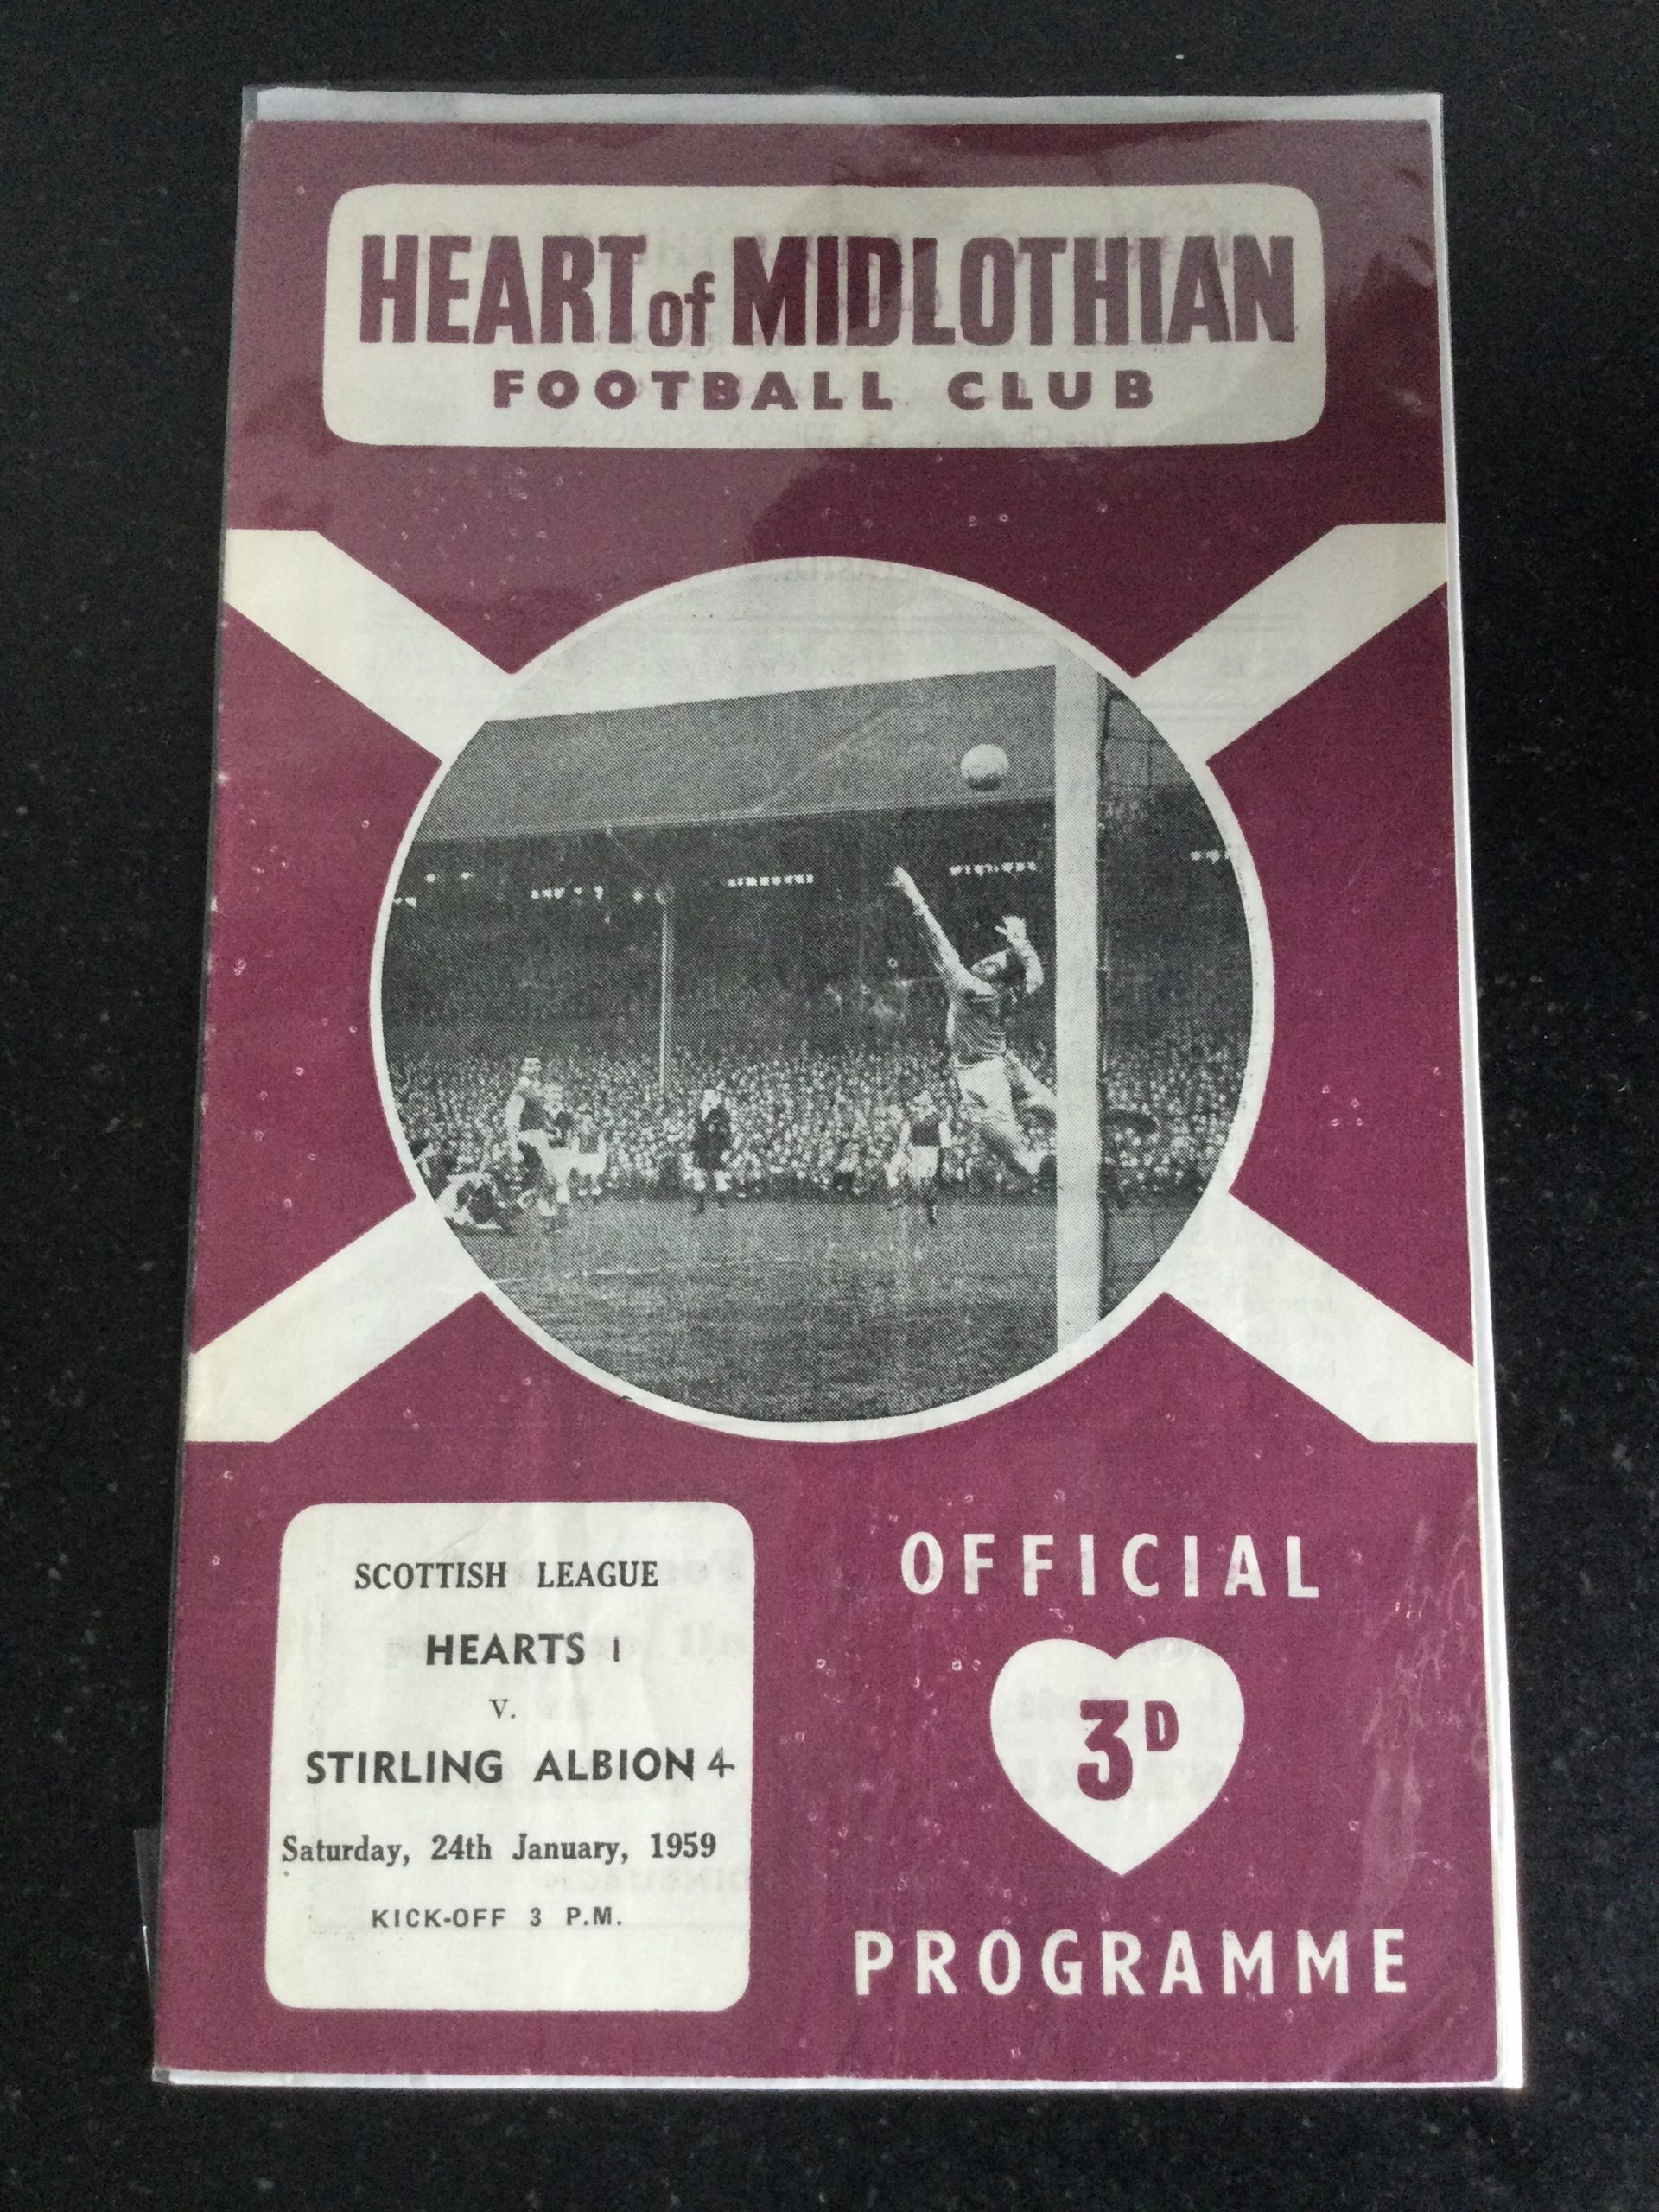 HEART of MIDLOTHIAN
FOOTBALL CLUB
SCOTTISH LEAGUE
HEARTS 1
v.
STIRLING ALBION 4
Saturday, 24th January, 1959
KICK-OFF 3 P.M.
OFFICIAL
3D
PROGRAMME